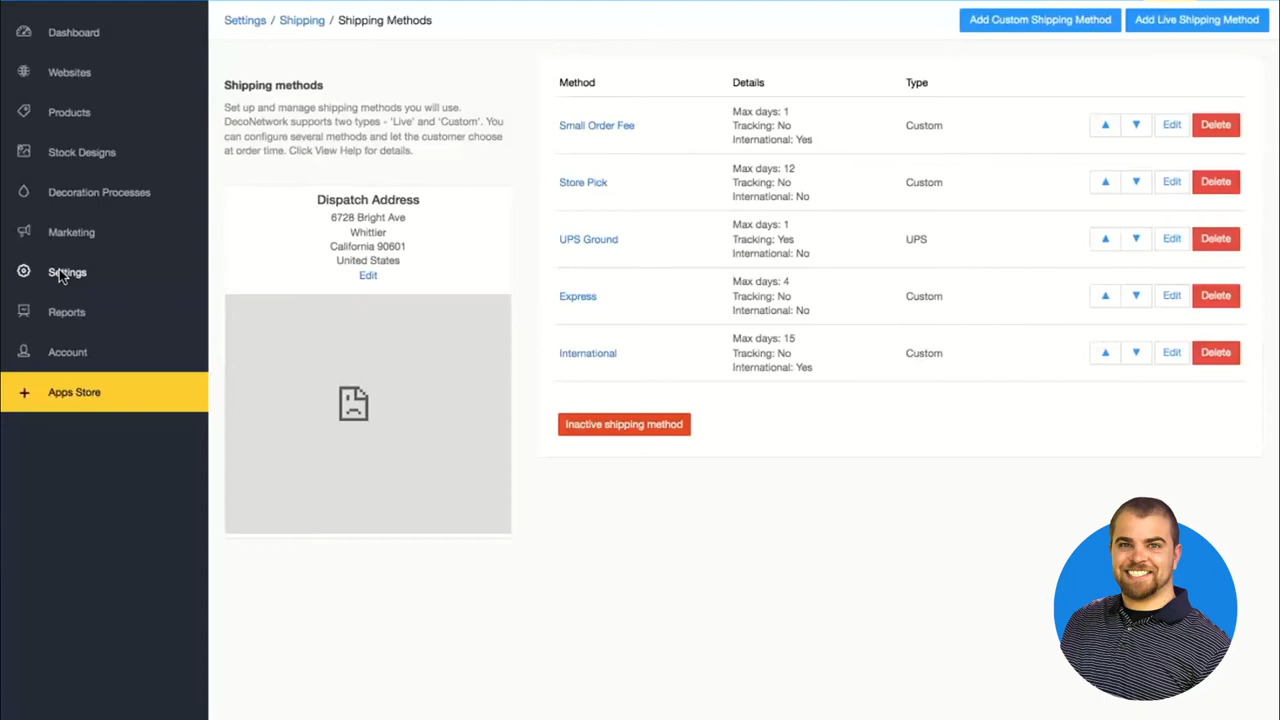 Dashboard
Websites
Products
Stock Designs
Decoration Processes
Marketing
Settings
Reports
Account
+ Apps Store
Settings / Shipping / Shipping Methods
Add Custom Shipping Method
Add Live Shipping Method
Shipping methods
Set up and manage shipping methods you will use.
DecoNetwork supports two types - 'Live' and 'Custom'. You
can configure several methods and let the customer choose
at order time. Click View Help for details.
Dispatch Address
6728 Bright Ave
Whittier
California 90601
United States
Edit
Method Details Type
Max days: 1
Small Order Fee Tracking: No Custom ▲ ▼ Edit Delete
International: Yes
Max days: 12
Store Pick Tracking: No Custom ▲ ▼ Edit Delete
International: No
Max days: 1
UPS Ground Tracking: Yes UPS ▲ ▼ Edit Delete
International: No
Max days: 4
Express Tracking: No Custom ▲ ▼ Edit Delete
International: No
Max days: 15
International Tracking: No Custom ▲ ▼ Edit Delete
International: Yes
Inactive shipping method